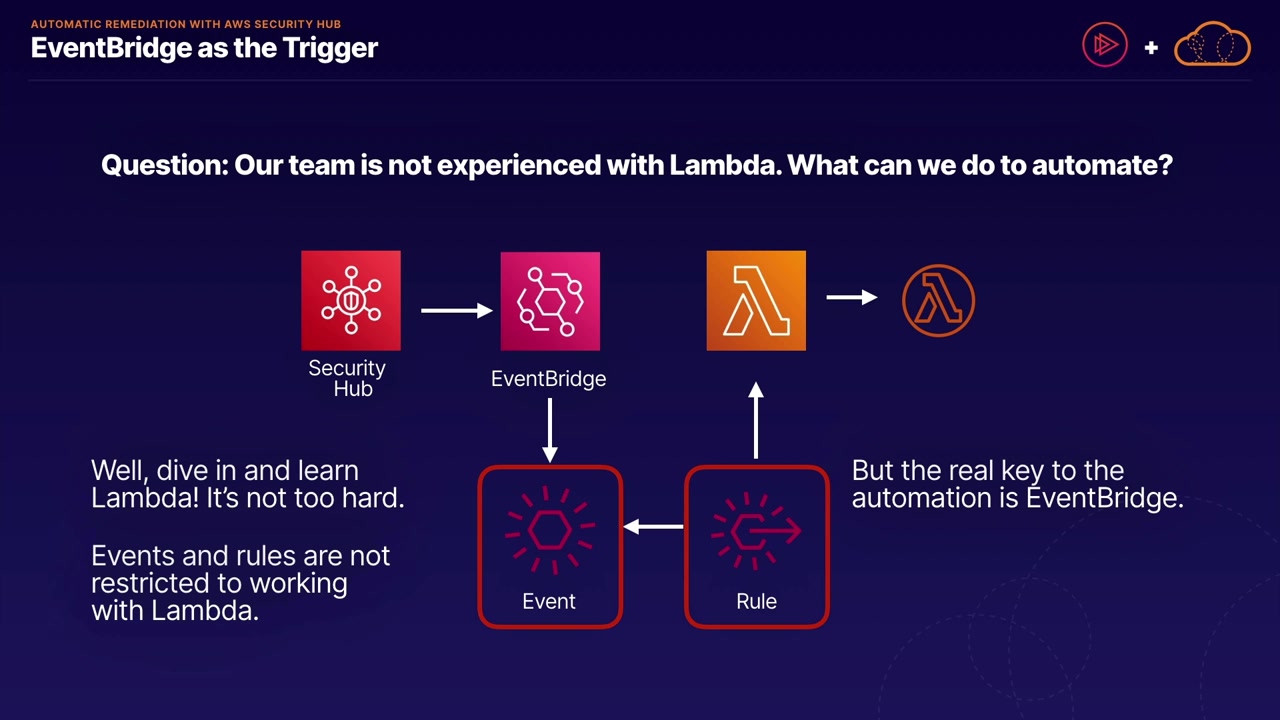 AUTOMATIC REMEDIATION WITH AWS SECURITY HUB
EventBridge as the Trigger
Question: Our team is not experienced with Lambda. What can we do to automate?
Security
Hub
EventBridge
Well, dive in and learn
Lambda! It’s not too hard.
Events and rules are not
restricted to working
with Lambda.
Event
Rule
But the real key to the
automation is EventBridge.